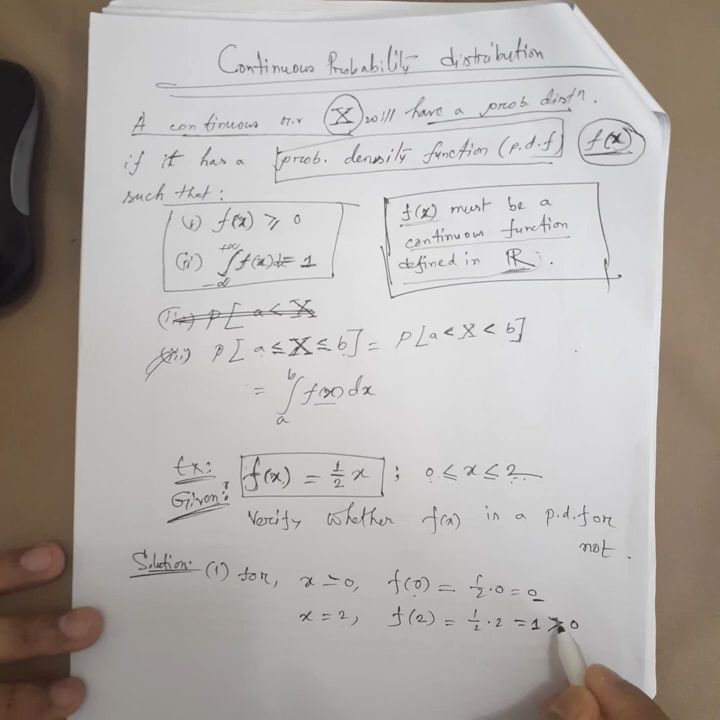 Continuous Probability distribution
A continuous r.v X will have a prob. distn.
if it has a prob. density function (p.d.f) f(x)
such that:
(i) f(x) ≥ 0
(ii) ∫_{-∞}^{+∞} f(x)dx = 1
f(x) must be a
continuous function
defined in ℝ.
P[a<X
(iii) P[a≤X≤b] = P[a<X<b]
= ∫_a^b f(x)dx
Ex: f(x) = 1/2 x ; 0≤x≤2
Given:
Verify whether f(x) is a p.d.f or
not.
Solution: (1) for, x=0, f(0) = 1/2·0=0
x=2, f(2) = 1/2·2 =1 > 0